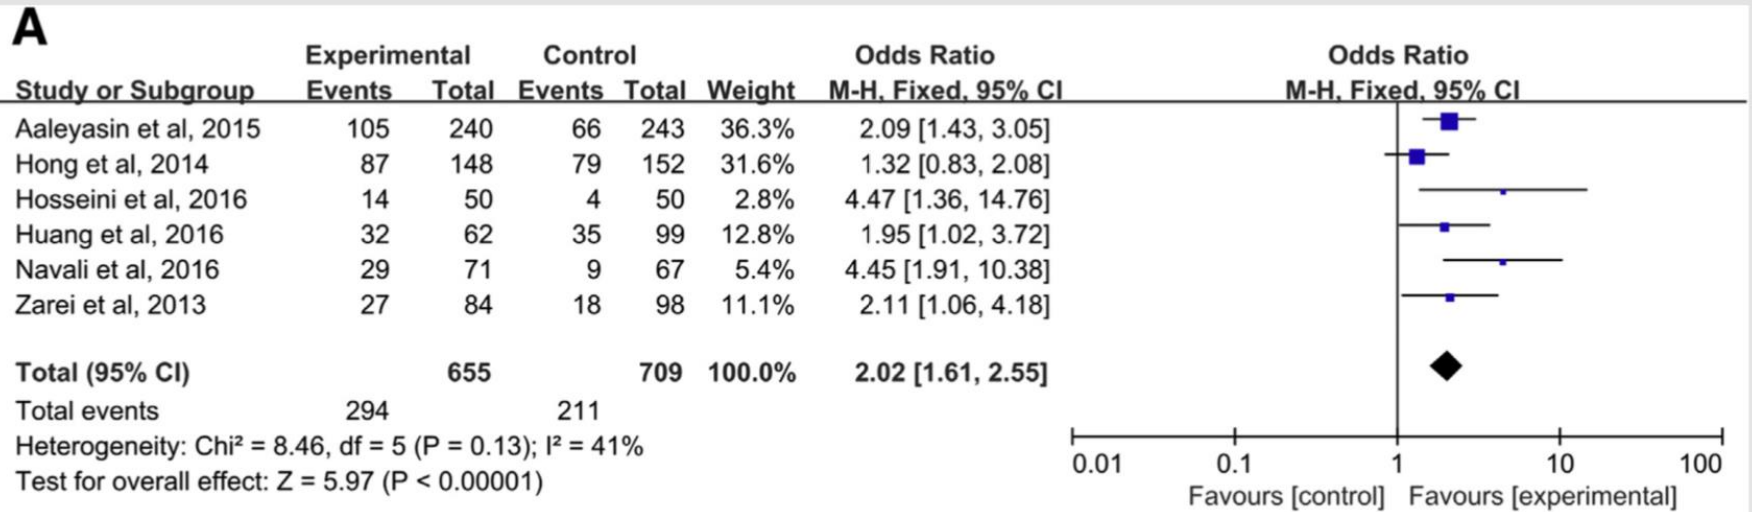 A
Experimental Control Odds Ratio Odds Ratio
Study or Subgroup Events Total Events Total Weight M-H, Fixed, 95% CI M-H, Fixed, 95% CI
Aaleyasin et al, 2015 105 240 66 243 36.3% 2.09 [1.43, 3.05]
Hong et al, 2014 87 148 79 152 31.6% 1.32 [0.83, 2.08]
Hosseini et al, 2016 14 50 4 50 2.8% 4.47 [1.36, 14.76]
Huang et al, 2016 32 62 35 99 12.8% 1.95 [1.02, 3.72]
Navali et al, 2016 29 71 9 67 5.4% 4.45 [1.91, 10.38]
Zarei et al, 2013 27 84 18 98 11.1% 2.11 [1.06, 4.18]
Total (95% CI) 655 709 100.0% 2.02 [1.61, 2.55]
Total events 294 211
Heterogeneity: Chi² = 8.46, df = 5 (P = 0.13); I² = 41%
Test for overall effect: Z = 5.97 (P < 0.00001)
0.01 0.1 1 10 100
Favours [control] Favours [experimental]